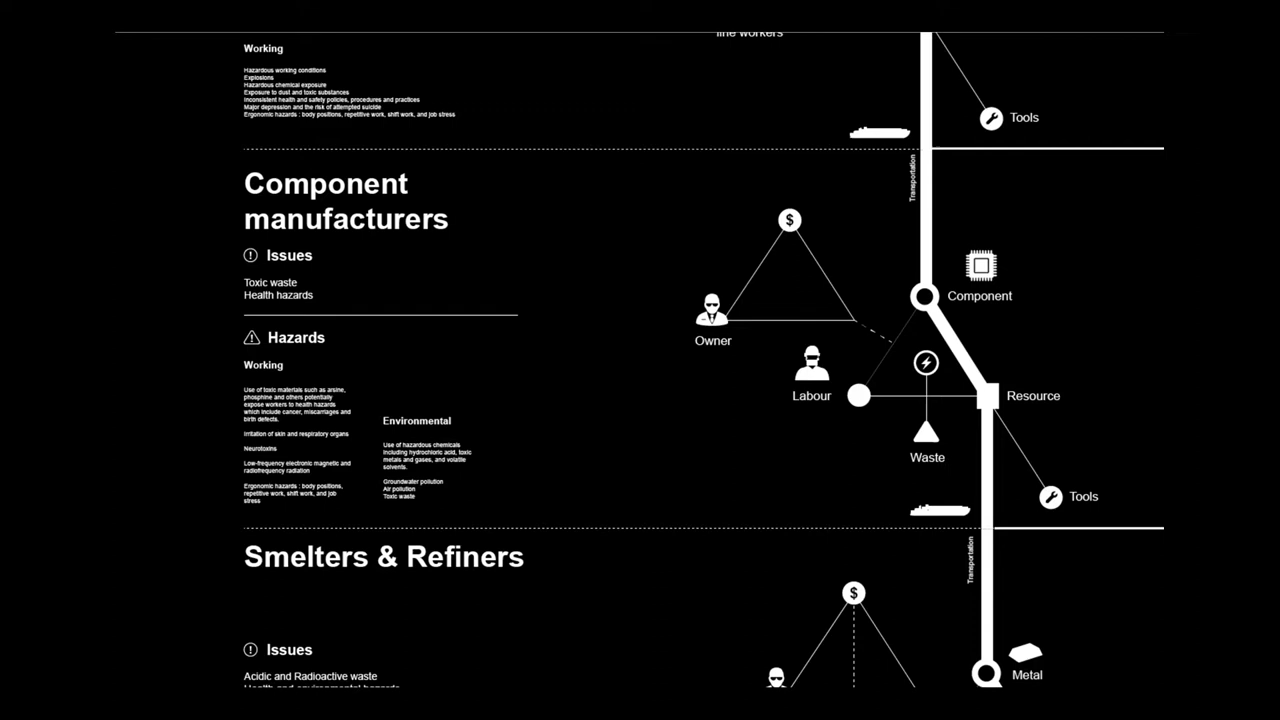 line workers
Working
Hazardous working conditions
Explosions
Hazardous chemical exposure
Exposure to dust and toxic substances
Inconsistent health and safety policies, procedures and practices
Major depression and the risk of attempted suicide
Ergonomic hazards : body positions, repetitive work, shift work, and job stress
Tools
Transportation
Component
manufacturers
Issues
Toxic waste
Health hazards
Hazards
Working
Use of toxic materials such as arsine,
phosphine and others potentially
expose workers to health hazards
which include cancer, miscarriages and
birth defects.
Irritation of skin and respiratory organs
Neurotoxins
Low-frequency electronic magnetic and
radiofrequency radiation
Ergonomic hazards : body positions,
repetitive work, shift work, and job
stress
Environmental
Use of hazardous chemicals
including hydrochloric acid, toxic
metals and gases, and volatile
solvents.
Groundwater pollution
Air pollution
Toxic waste
$
Owner
Component
Labour
Resource
Waste
Tools
Transportation
Smelters & Refiners
Issues
Acidic and Radioactive waste
Health and environmental hazards
$
Metal